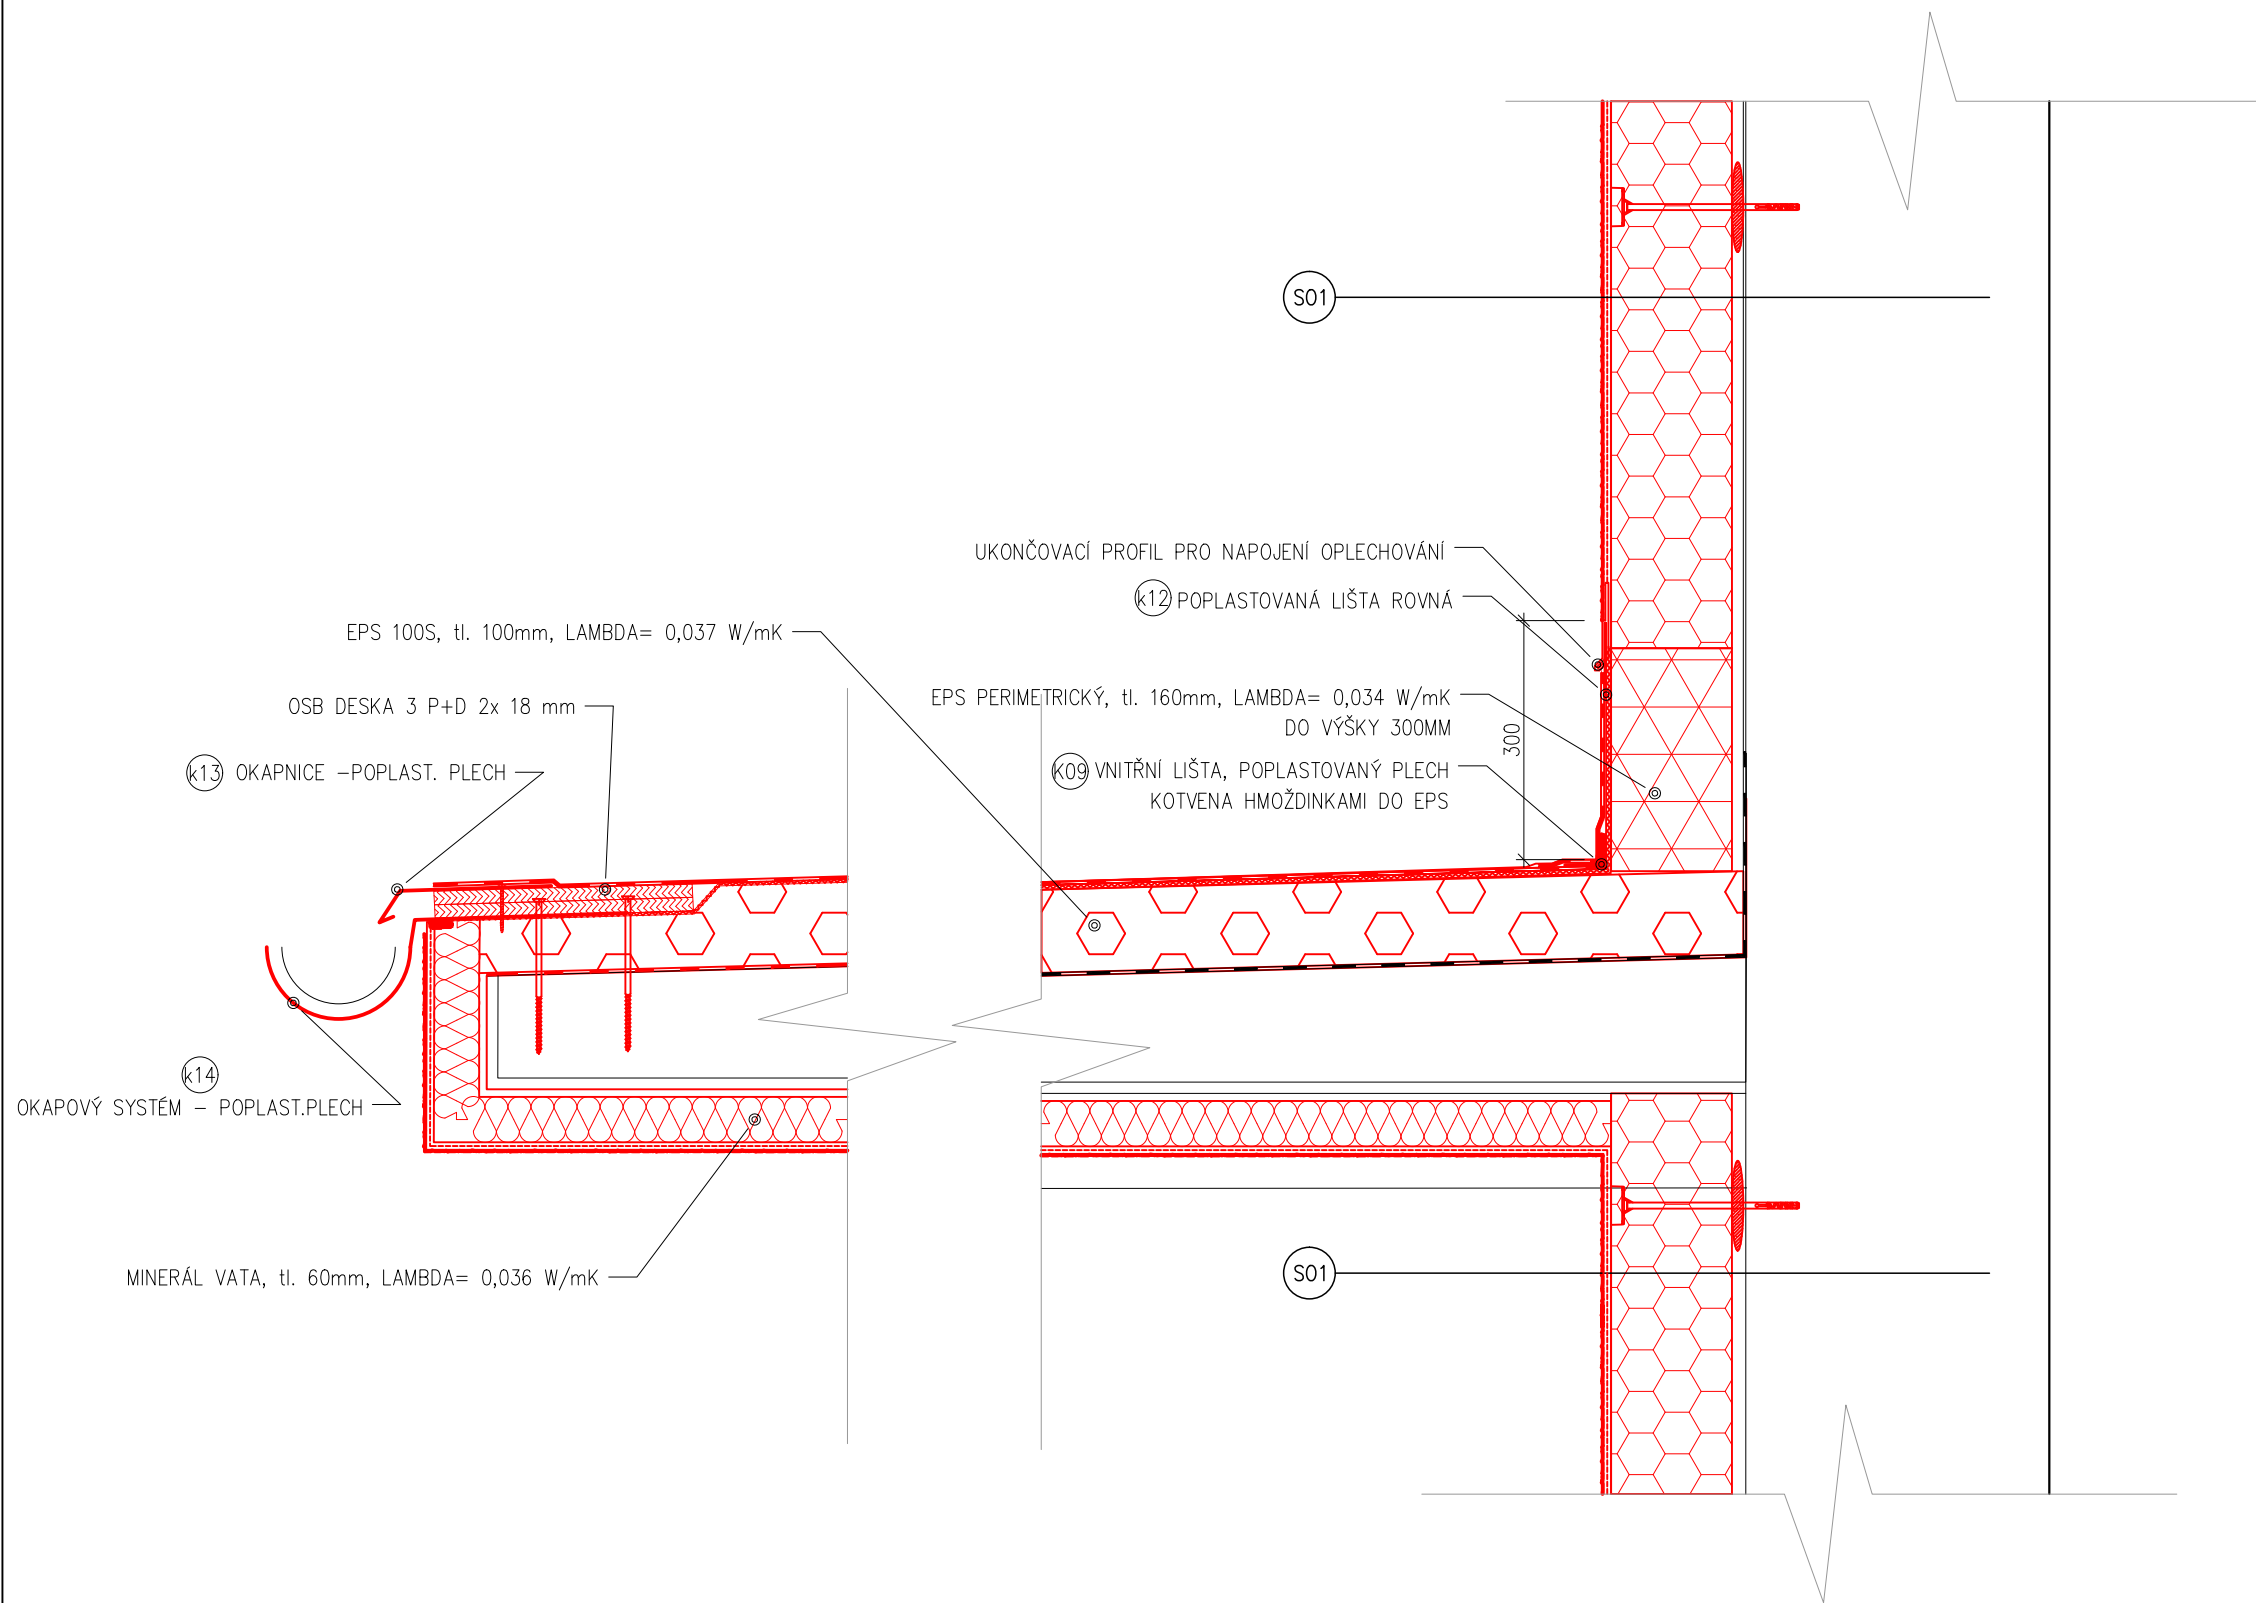 S01
UKONČOVACÍ PROFIL PRO NAPOJENÍ OPLECHOVÁNÍ
k12 POPLASTOVANÁ LIŠTA ROVNÁ
EPS 100S, tl. 100mm, LAMBDA= 0,037 W/mK
EPS PERIMETRICKÝ, tl. 160mm, LAMBDA= 0,034 W/mK
DO VÝŠKY 300MM
300
OSB DESKA 3 P+D 2x 18 mm
k13 OKAPNICE –POPLAST. PLECH
K09 VNITŘNÍ LIŠTA, POPLASTOVANÝ PLECH
KOTVENA HMOŽDINKAMI DO EPS
k14
OKAPOVÝ SYSTÉM – POPLAST.PLECH
MINERÁL VATA, tl. 60mm, LAMBDA= 0,036 W/mK
S01